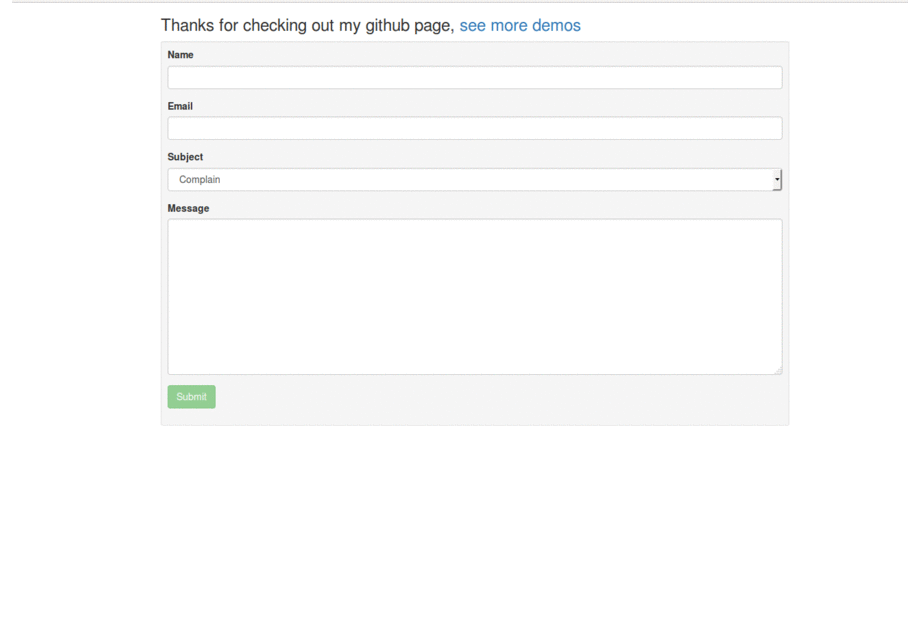 Thanks for checking out my github page, see more demos
Name
Email
Subject
Complain
Message
Submit